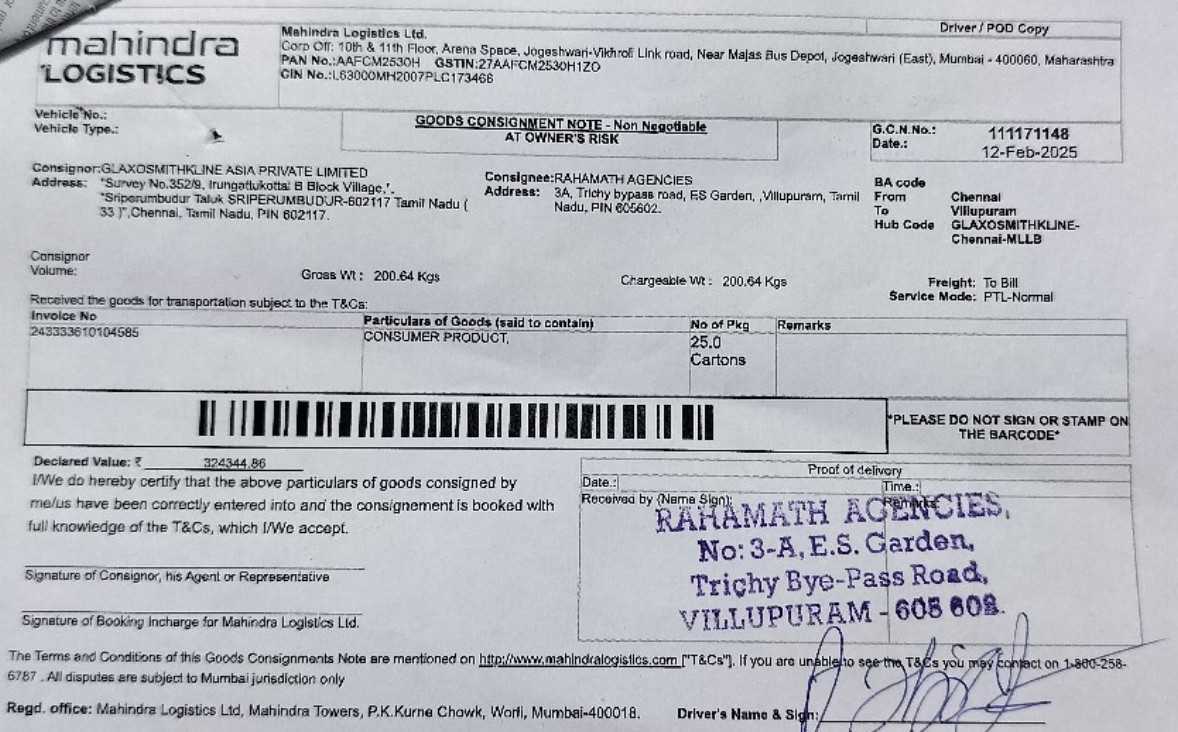 Driver / POD Copy
mahindra
LOGISTICS
Mahindra Logistics Ltd.
Corp Off: 10th & 11th Floor, Arena Space, Jogeshwari-Vikhroli Link road, Near Majas Bus Depot, Jogeshwari (East), Mumbai - 400060, Maharashtra
PAN No.:AAFCM2530H GSTIN:27AAFCM2530H1ZO
CIN No.:L63000MH2007PLC173466
Vehicle No.:
Vehicle Type.:
GOODS CONSIGNMENT NOTE - Non Negotiable
AT OWNER'S RISK
G.C.N.No.: 111171148
Date.: 12-Feb-2025
Consignor:GLAXOSMITHKLINE ASIA PRIVATE LIMITED
Address: "Survey No.352/9, Irungattukottai B Block Village,".
"Sriperumbudur Taluk SRIPERUMBUDUR-602117 Tamil Nadu (
33 )",Chennai, Tamil Nadu, PIN 602117.
Consignee:RAHAMATH AGENCIES
Address: 3A, Trichy bypass road, ES Garden, ,Villupuram, Tamil
Nadu, PIN 605602.
BA code
From Chennai
To Villupuram
Hub Code GLAXOSMITHKLINE-
Chennai-MLLB
Consignor
Volume:
Gross Wt : 200.64 Kgs
Chargeable Wt : 200.64 Kgs
Freight: To Bill
Service Mode: PTL-Normal
Received the goods for transportation subject to the T&Cs:
Invoice No Particulars of Goods (said to contain) No of Pkg Remarks
243333610104585 CONSUMER PRODUCT, 25.0
Cartons
*PLEASE DO NOT SIGN OR STAMP ON
THE BARCODE*
Declared Value: ₹ 324344.86
I/We do hereby certify that the above particulars of goods consigned by
me/us have been correctly entered into and the consignement is booked with
full knowledge of the T&Cs, which I/We accept.
Signature of Consignor, his Agent or Representative
Signature of Booking Incharge for Mahindra Logistics Ltd.
Proof of delivery
Date.: Time.:
Received by (Name Sign): Remarks
RAHAMATH AGENCIES,
No: 3-A, E.S. Garden,
Trichy Bye-Pass Road,
VILLUPURAM - 605 602.
The Terms and Conditions of this Goods Consignments Note are mentioned on http://www.mahindralogistics.com ["T&Cs"]. If you are unable to see the T&Cs you may contact on 1-800-258-
6787 . All disputes are subject to Mumbai jurisdiction only
Regd. office: Mahindra Logistics Ltd, Mahindra Towers, P.K.Kurne Chowk, Worli, Mumbai-400018.
Driver's Name & Sign: